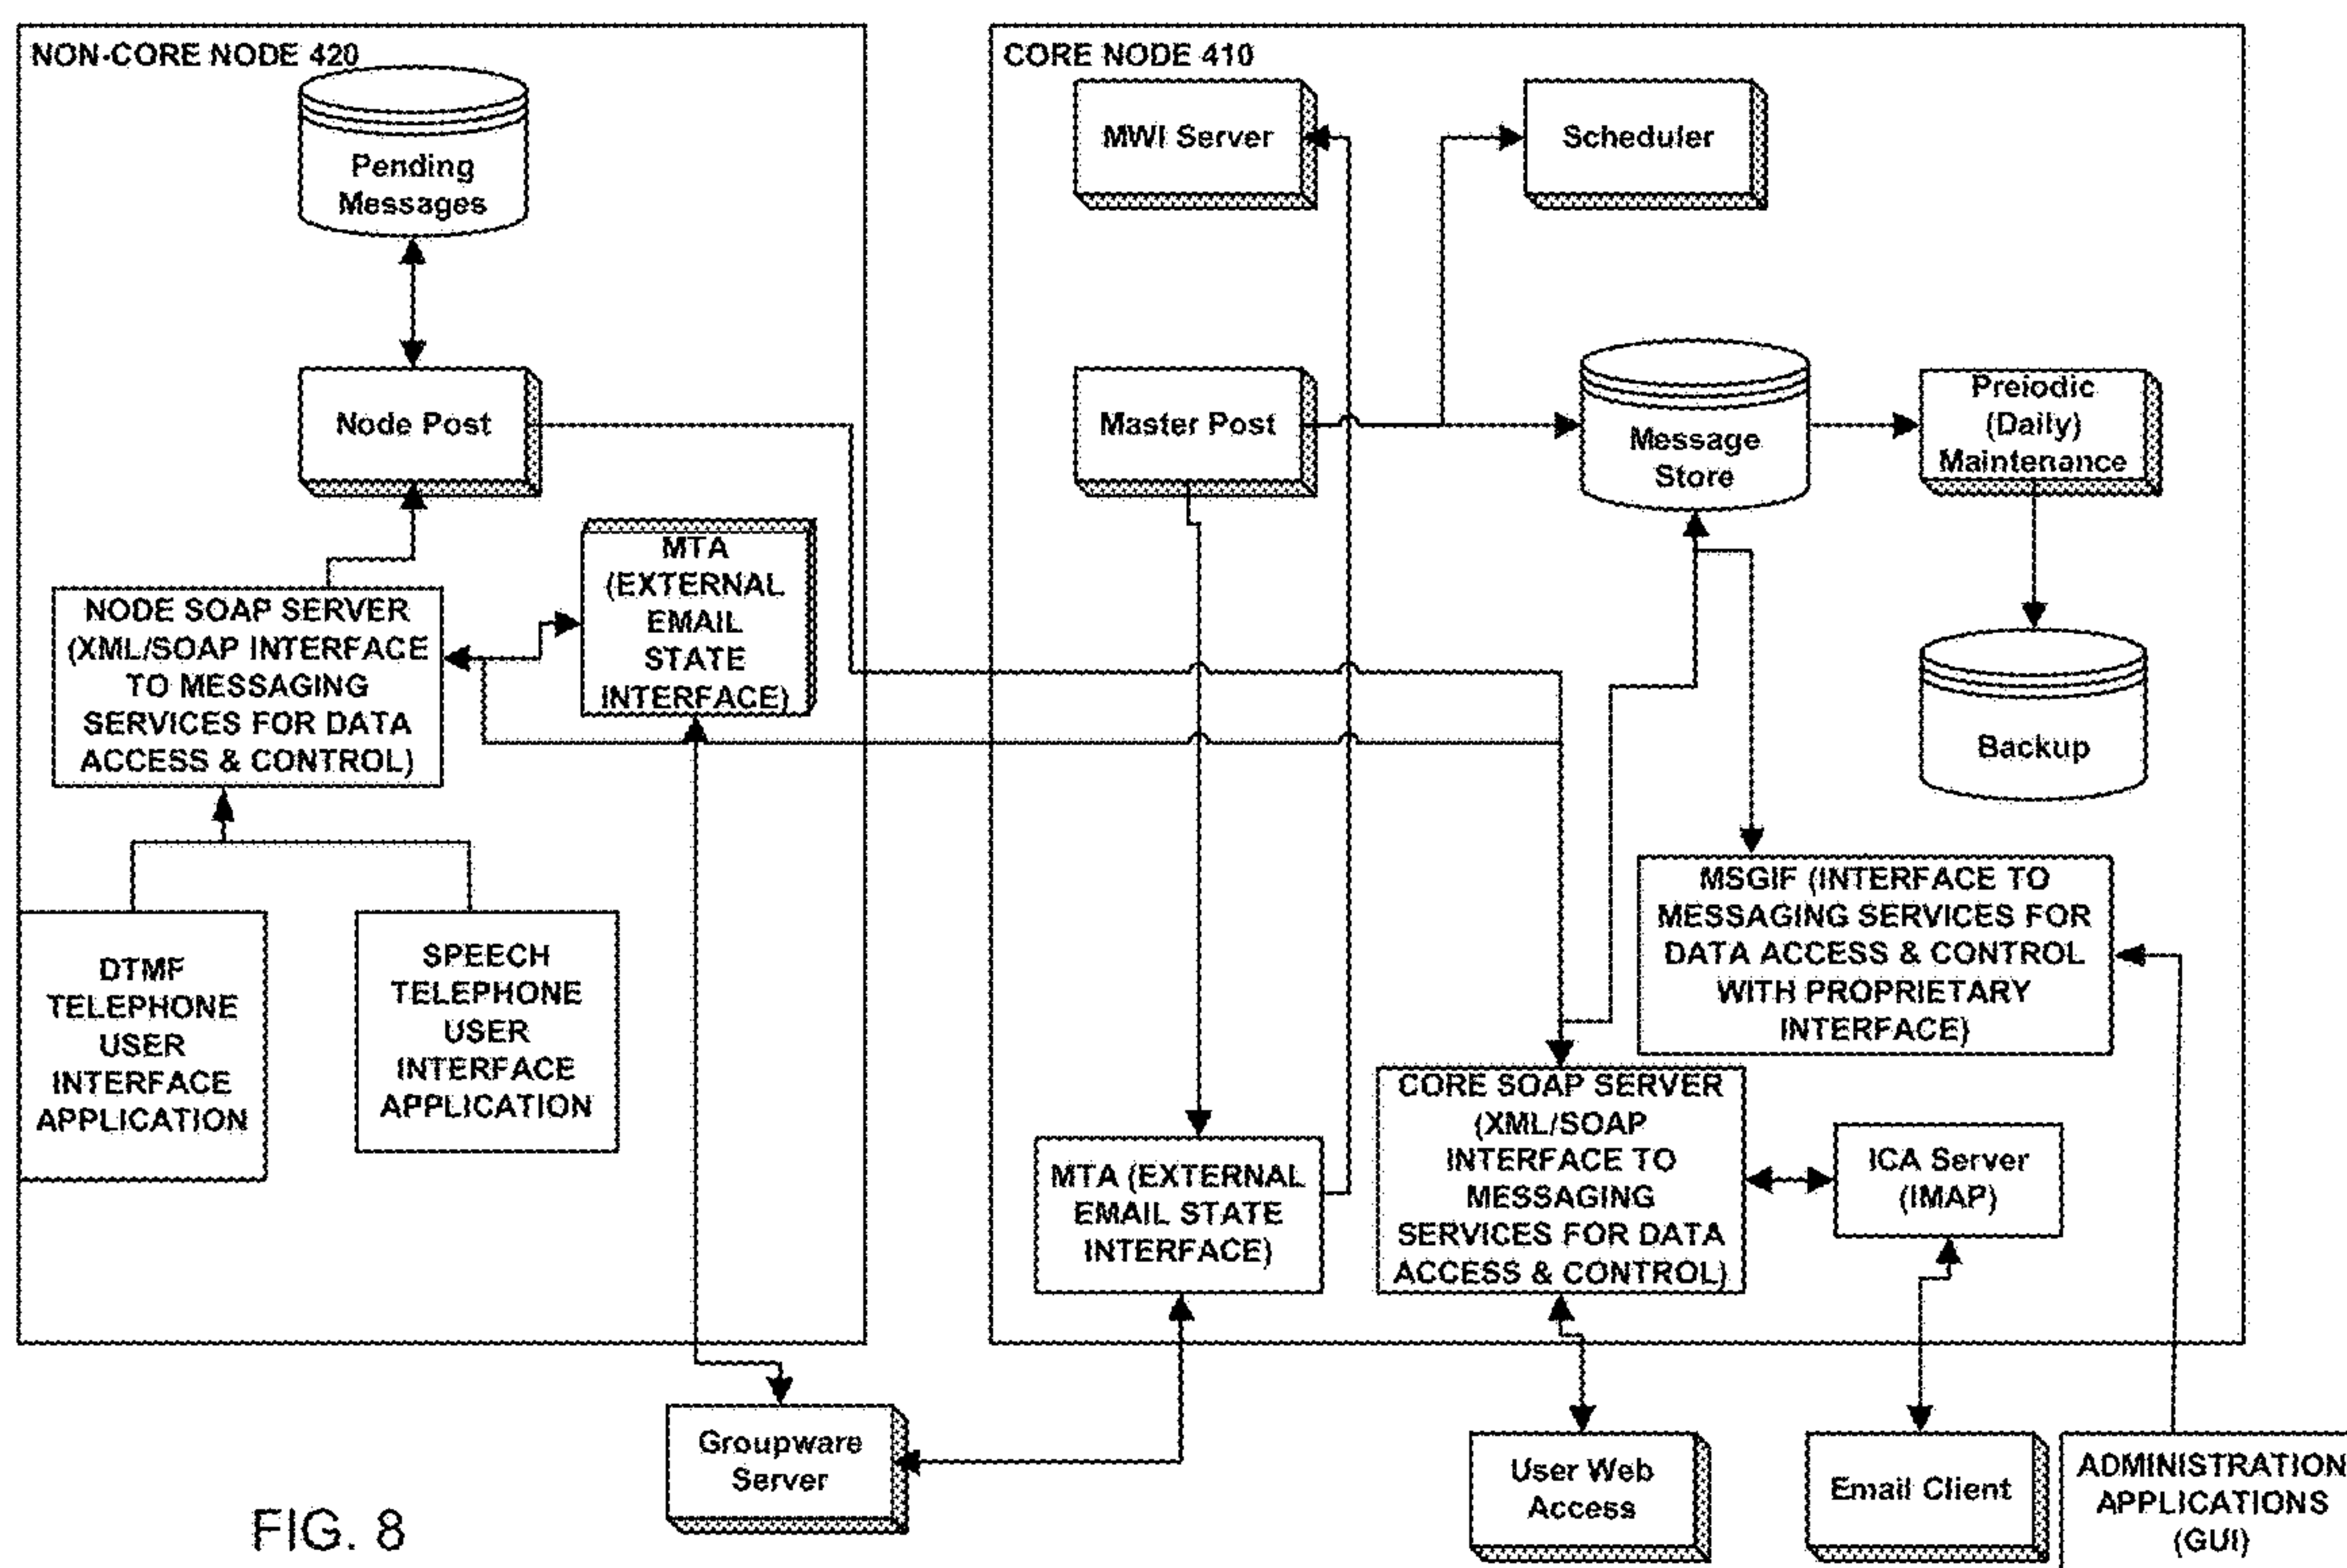 NON-CORE NODE 420
Pending
Messages
Node Post
MTA
(EXTERNAL
EMAIL
STATE
INTERFACE)
NODE SOAP SERVER
(XML/SOAP INTERFACE
TO MESSAGING
SERVICES FOR DATA
ACCESS & CONTROL)
DTMF
TELEPHONE
USER
INTERFACE
APPLICATION
SPEECH
TELEPHONE
USER
INTERFACE
APPLICATION
CORE NODE 410
MWI Server
Scheduler
Master Post
Message
Store
Preiodic
(Daily)
Maintenance
Backup
MSGIF (INTERFACE TO
MESSAGING SERVICES FOR
DATA ACCESS & CONTROL
WITH PROPRIETARY
INTERFACE)
CORE SOAP SERVER
(XML/SOAP
INTERFACE TO
MESSAGING
SERVICES FOR DATA
ACCESS & CONTROL)
MTA (EXTERNAL
EMAIL STATE
INTERFACE)
ICA Server
(IMAP)
Groupware
Server
User Web
Access
Email Client
ADMINISTRATION
APPLICATIONS
(GUI)
FIG. 8